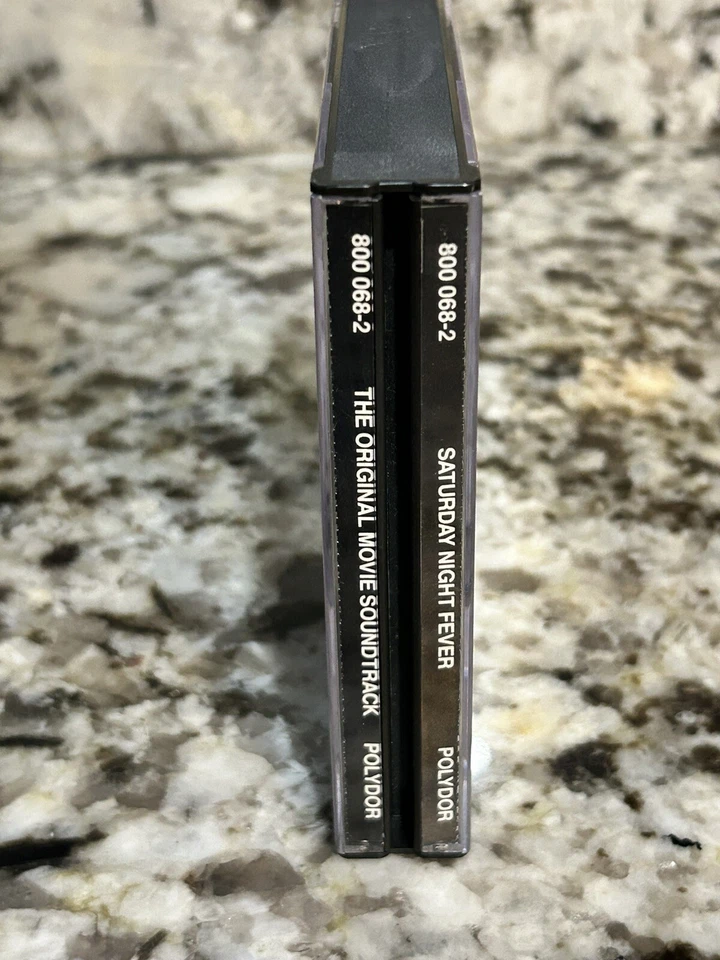 800 068-2 SATURDAY NIGHT FEVER POLYDOR
800 068-2 THE ORIGINAL MOVIE SOUNDTRACK POLYDOR